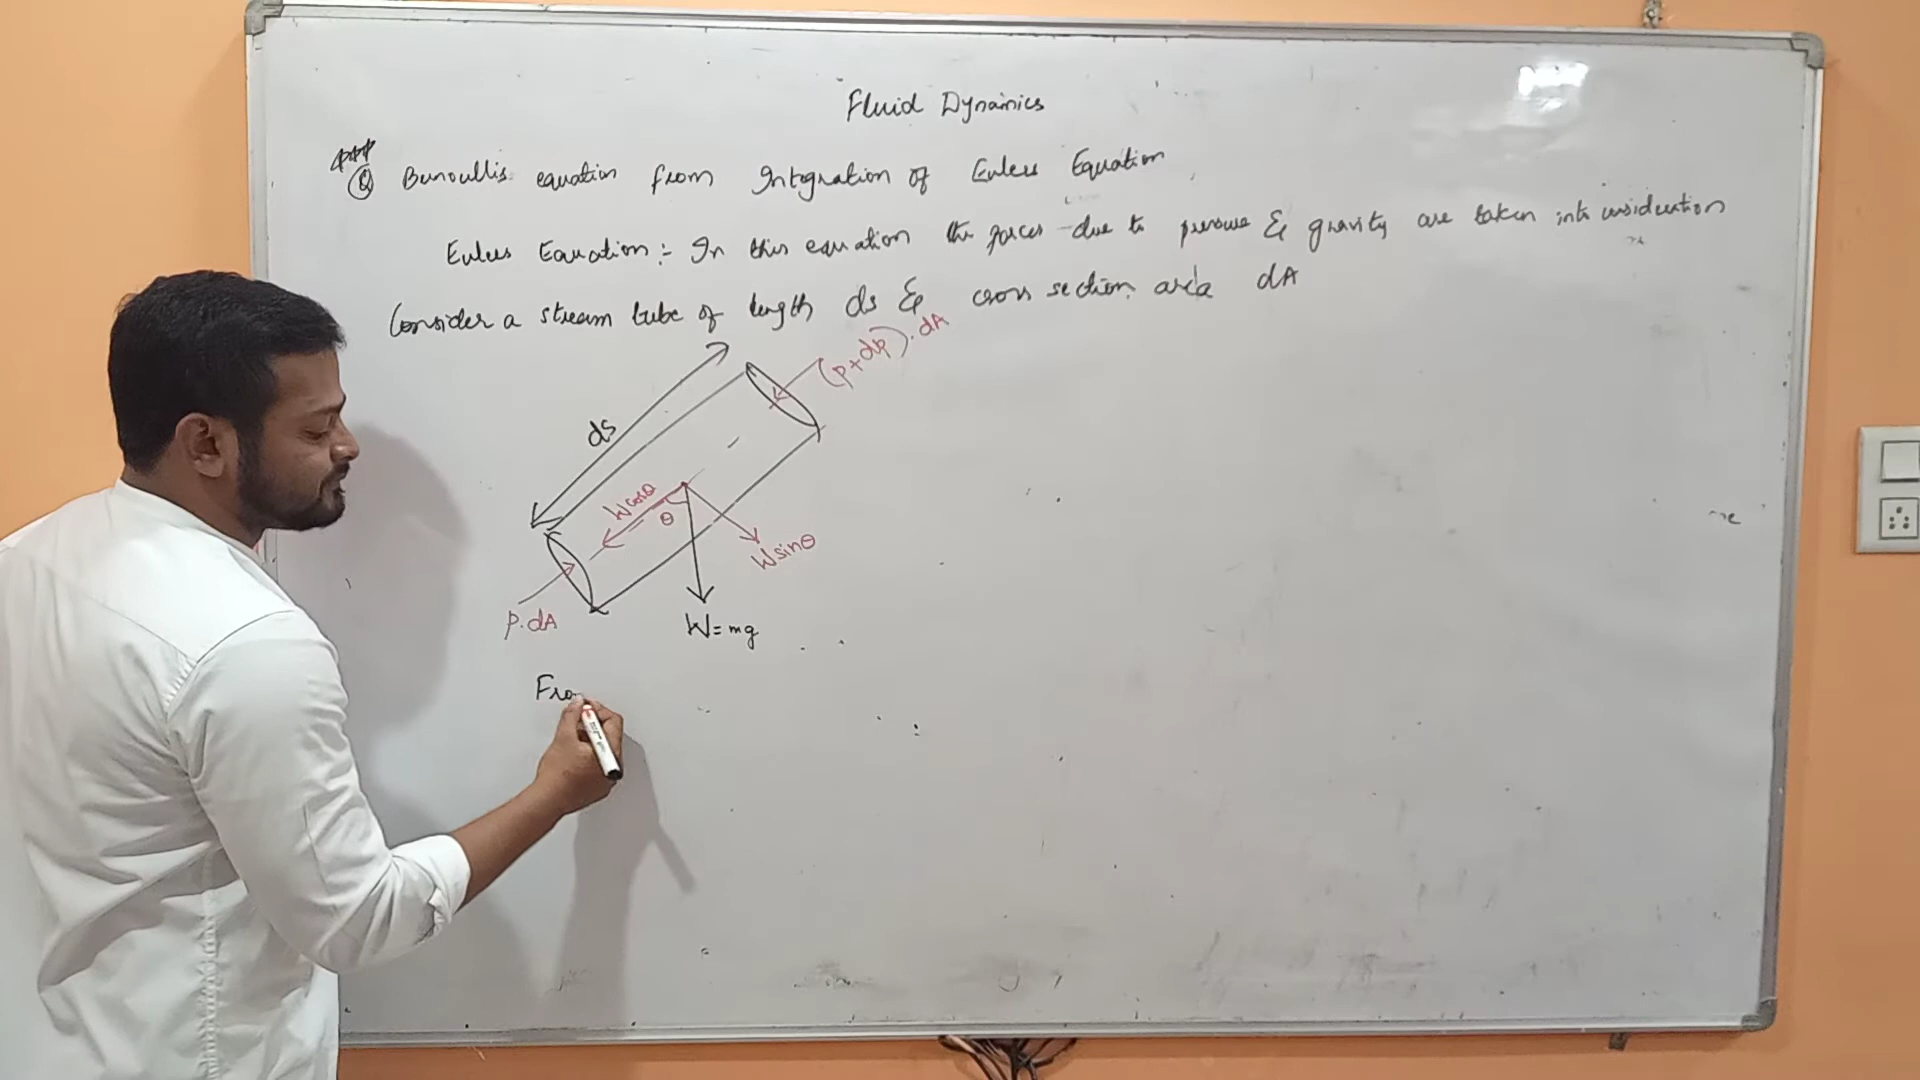 Fluid Dynamics
Q Bernoullis equation from Integration of Eulers Equation
Eulers Equation :- In this equation the forces due to pressure & gravity are taken into consideration
Consider a stream tube of length ds & cross section area dA
(P+dp).dA
ds
W cosθ
θ
W sinθ
P.dA
W=mg
Fro